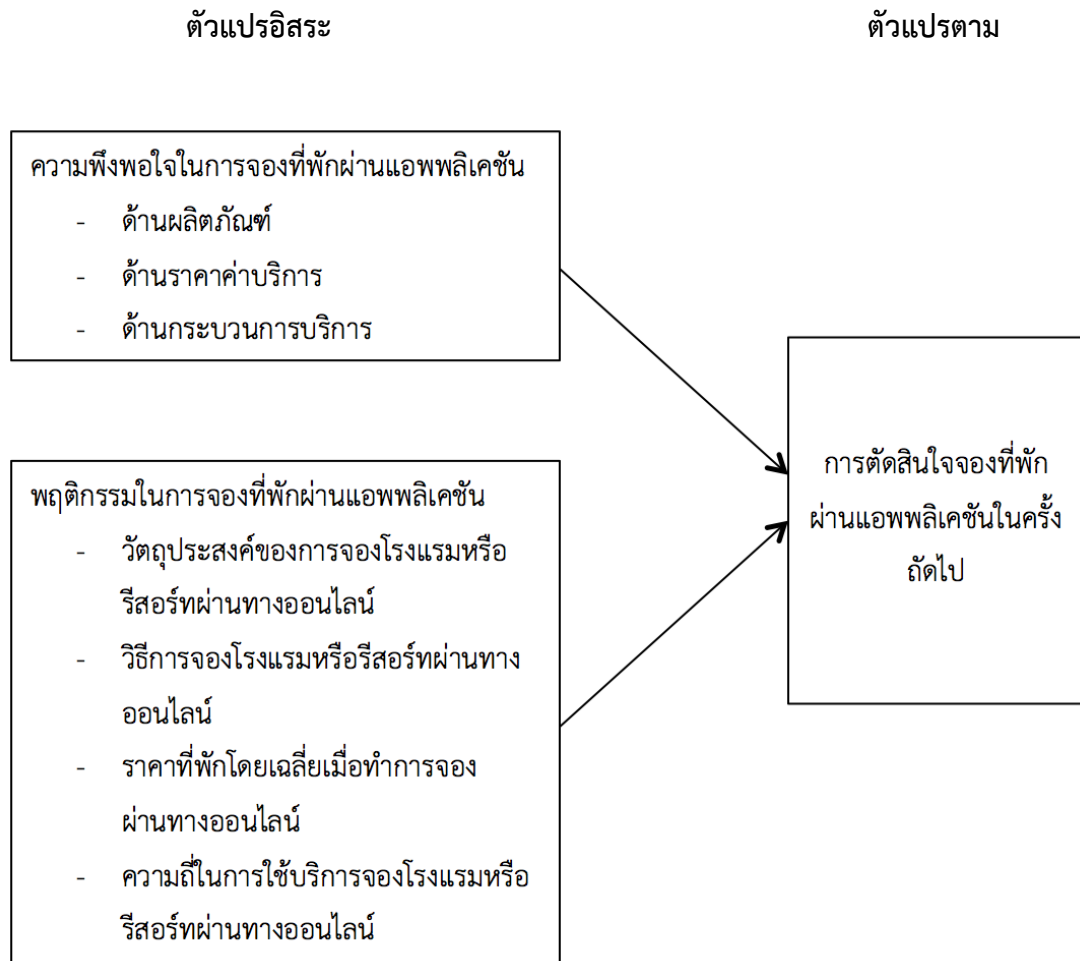 ตัวแปรอิสระ
ตัวแปรตาม
ความพึงพอใจในการจองที่พักผ่านแอพพลิเคชัน
- ด้านผลิตภัณฑ์
- ด้านราคาค่าบริการ
- ด้านกระบวนการบริการ
พฤติกรรมในการจองที่พักผ่านแอพพลิเคชัน
- วัตถุประสงค์ของการจองโรงแรมหรือ
รีสอร์ทผ่านทางออนไลน์
- วิธีการจองโรงแรมหรือรีสอร์ทผ่านทาง
ออนไลน์
- ราคาที่พักโดยเฉลี่ยเมื่อทำการจอง
ผ่านทางออนไลน์
- ความถี่ในการใช้บริการจองโรงแรมหรือ
รีสอร์ทผ่านทางออนไลน์
การตัดสินใจจองที่พัก
ผ่านแอพพลิเคชันในครั้ง
ถัดไป